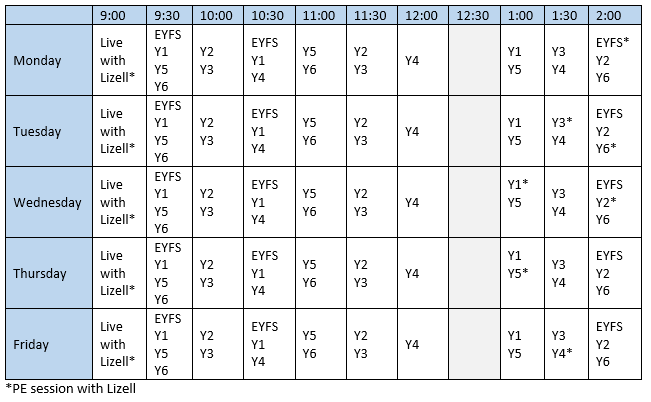 9:00 9:30 10:00 10:30 11:00 11:30 12:00 12:30 1:00 1:30 2:00
Monday
Live
with
Lizell*
EYFS
Y1
Y5
Y6
Y2
Y3
EYFS
Y1
Y4
Y5
Y6
Y2
Y3
Y4
Y1
Y5
Y3
Y4
EYFS*
Y2
Y6
Tuesday
Live
with
Lizell*
EYFS
Y1
Y5
Y6
Y2
Y3
EYFS
Y1
Y4
Y5
Y6
Y2
Y3
Y4
Y1
Y5
Y3*
Y4
EYFS
Y2
Y6*
Wednesday
Live
with
Lizell*
EYFS
Y1
Y5
Y6
Y2
Y3
EYFS
Y1
Y4
Y5
Y6
Y2
Y3
Y4
Y1*
Y5
Y3
Y4
EYFS
Y2*
Y6
Thursday
Live
with
Lizell*
EYFS
Y1
Y5
Y6
Y2
Y3
EYFS
Y1
Y4
Y5
Y6
Y2
Y3
Y4
Y1
Y5*
Y3
Y4
EYFS
Y2
Y6
Friday
Live
with
Lizell*
EYFS
Y1
Y5
Y6
Y2
Y3
EYFS
Y1
Y4
Y5
Y6
Y2
Y3
Y4
Y1
Y5
Y3
Y4*
EYFS
Y2
Y6
*PE session with Lizell